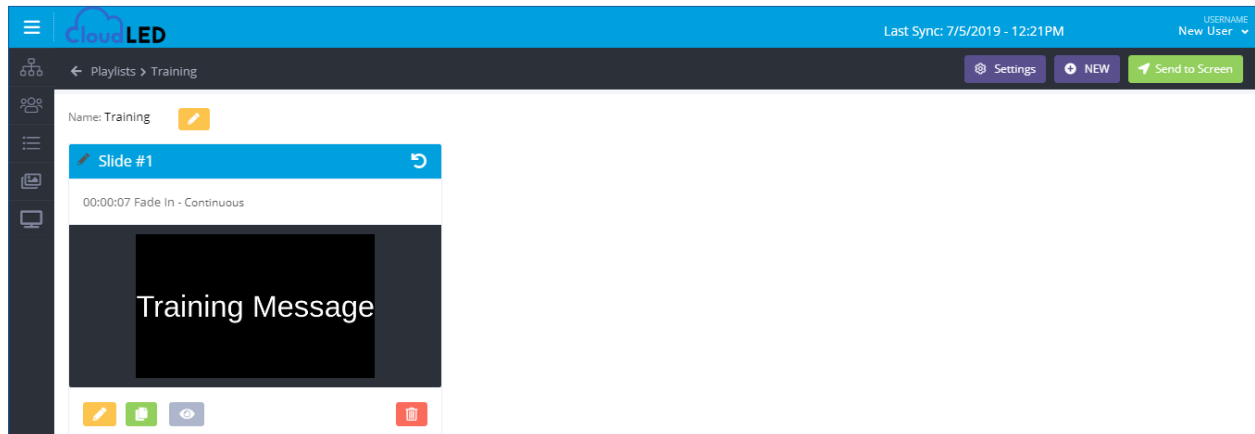 CloudLED
Last Sync: 7/5/2019 - 12:21PM
USERNAME
New User
Playlists > Training
Settings
NEW
Send to Screen
Name: Training
Slide #1
00:00:07 Fade In - Continuous
Training Message